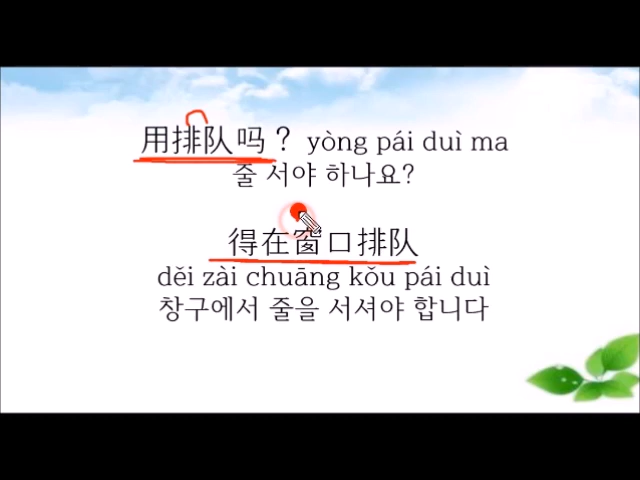 用排队吗？ yòng pái duì ma
줄 서야 하나요?
得在窗口排队
děi zài chuāng kǒu pái duì
창구에서 줄을 서셔야 합니다